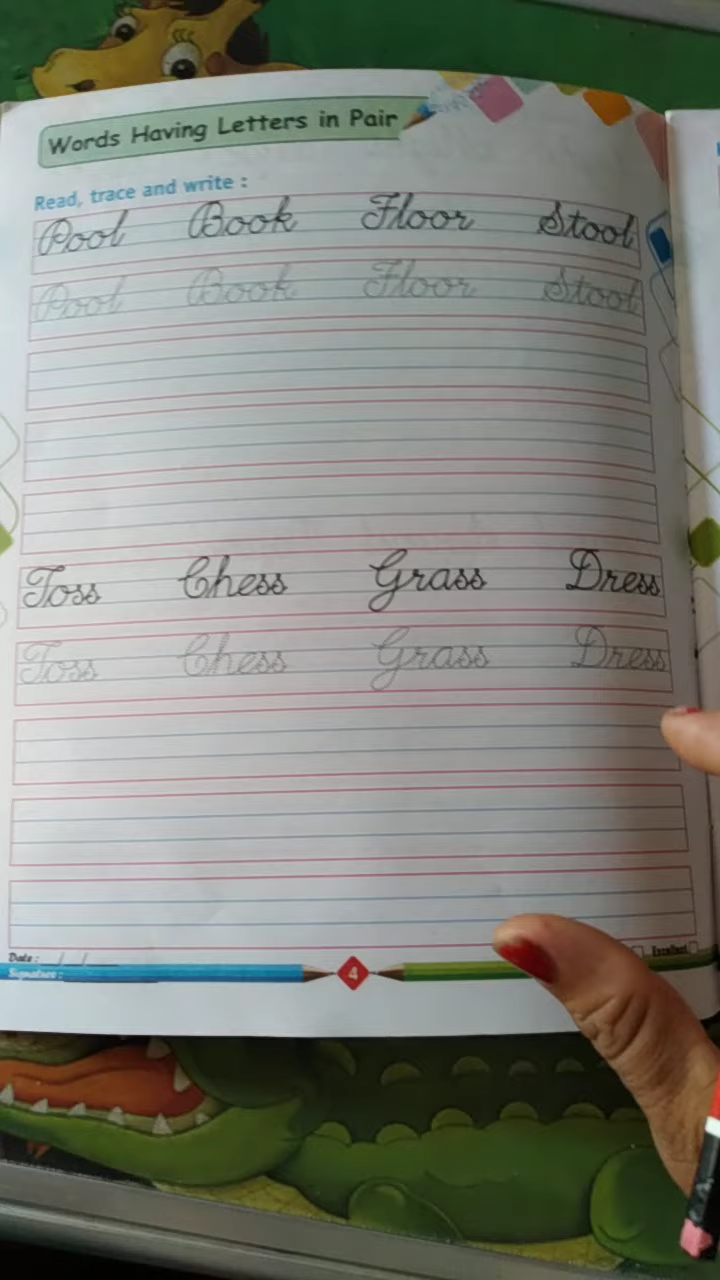 Words Having Letters in Pair
Read, trace and write :
Pool Book Floor Stool
Pool Book Floor Stool
Toss Chess Grass Dress
Toss Chess Grass Dress
Date : / /
Excellent
Signature :
4